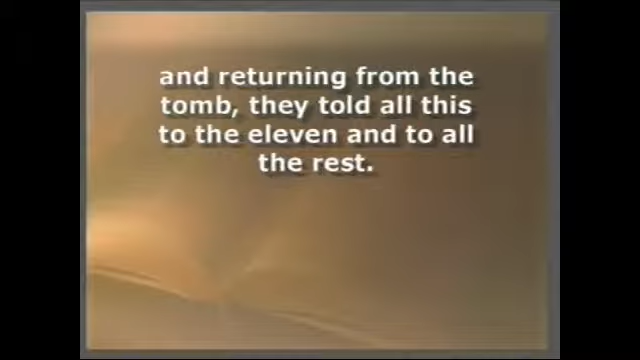 and returning from the
tomb, they told all this
to the eleven and to all
the rest.